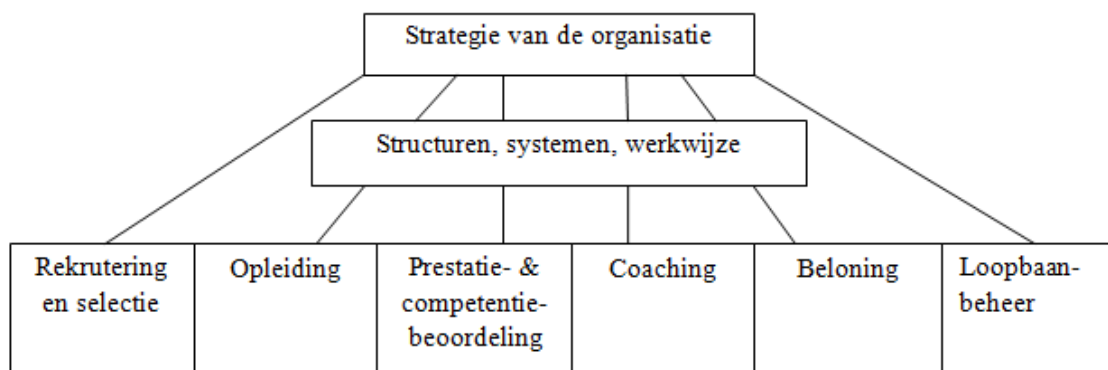 Strategie van de organisatie
Structuren, systemen, werkwijze
Rekrutering
en selectie
Opleiding
Prestatie- &
competentie-
beoordeling
Coaching
Beloning
Loopbaan-
beheer